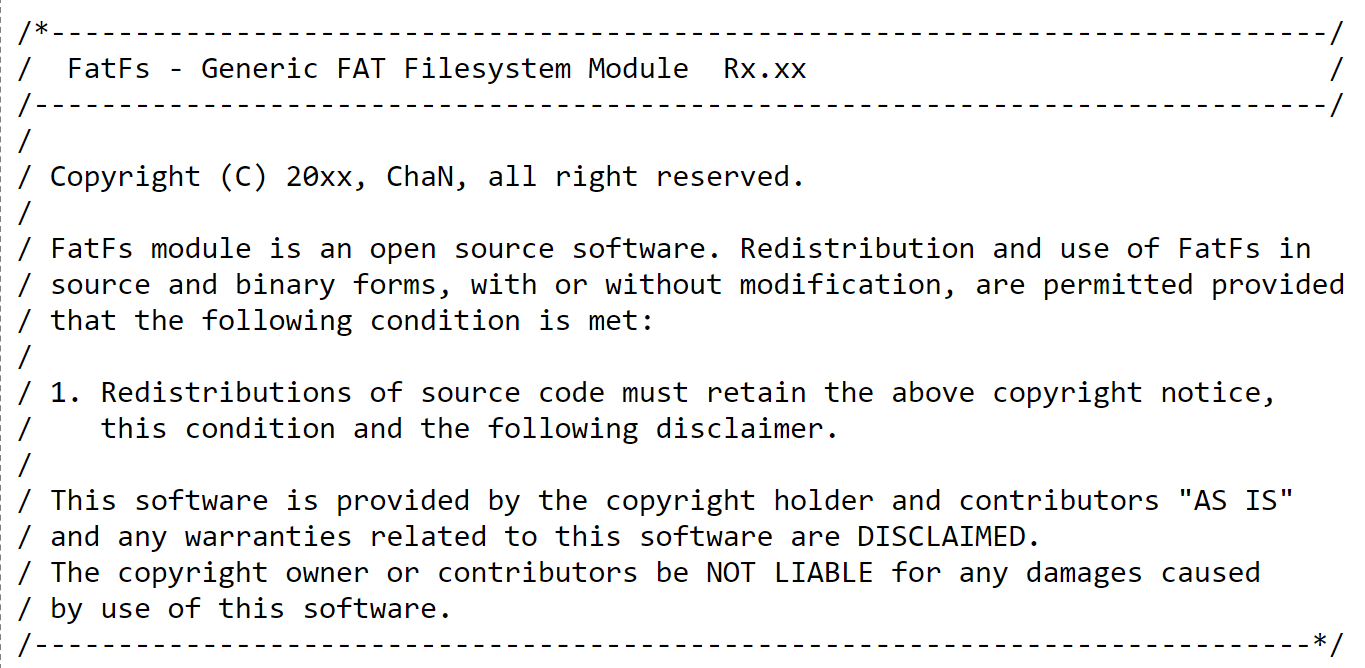 /*----------------------------------------------------------------------------/
/  FatFs - Generic FAT Filesystem Module  Rx.xx                               /
/-----------------------------------------------------------------------------/
/
/ Copyright (C) 20xx, ChaN, all right reserved.
/
/ FatFs module is an open source software. Redistribution and use of FatFs in
/ source and binary forms, with or without modification, are permitted provided
/ that the following condition is met:
/
/ 1. Redistributions of source code must retain the above copyright notice,
/    this condition and the following disclaimer.
/
/ This software is provided by the copyright holder and contributors "AS IS"
/ and any warranties related to this software are DISCLAIMED.
/ The copyright owner or contributors be NOT LIABLE for any damages caused
/ by use of this software.
/----------------------------------------------------------------------------*/